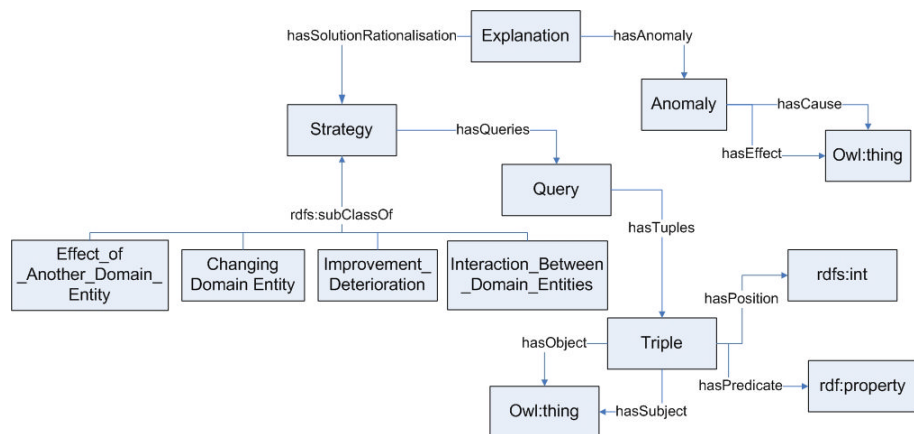 Explanation
hasSolutionRationalisation
hasAnomaly
Anomaly
hasCause
Strategy
hasQueries
hasEffect
Owl:thing
Query
rdfs:subClassOf
hasTuples
Effect_of
_Another_Domain_
Entity
Changing
Domain Entity
Improvement_
Deterioration
Interaction_Between
_Domain_Entities
rdfs:int
hasPosition
hasObject
Triple
hasPredicate
rdf:property
Owl:thing
hasSubject